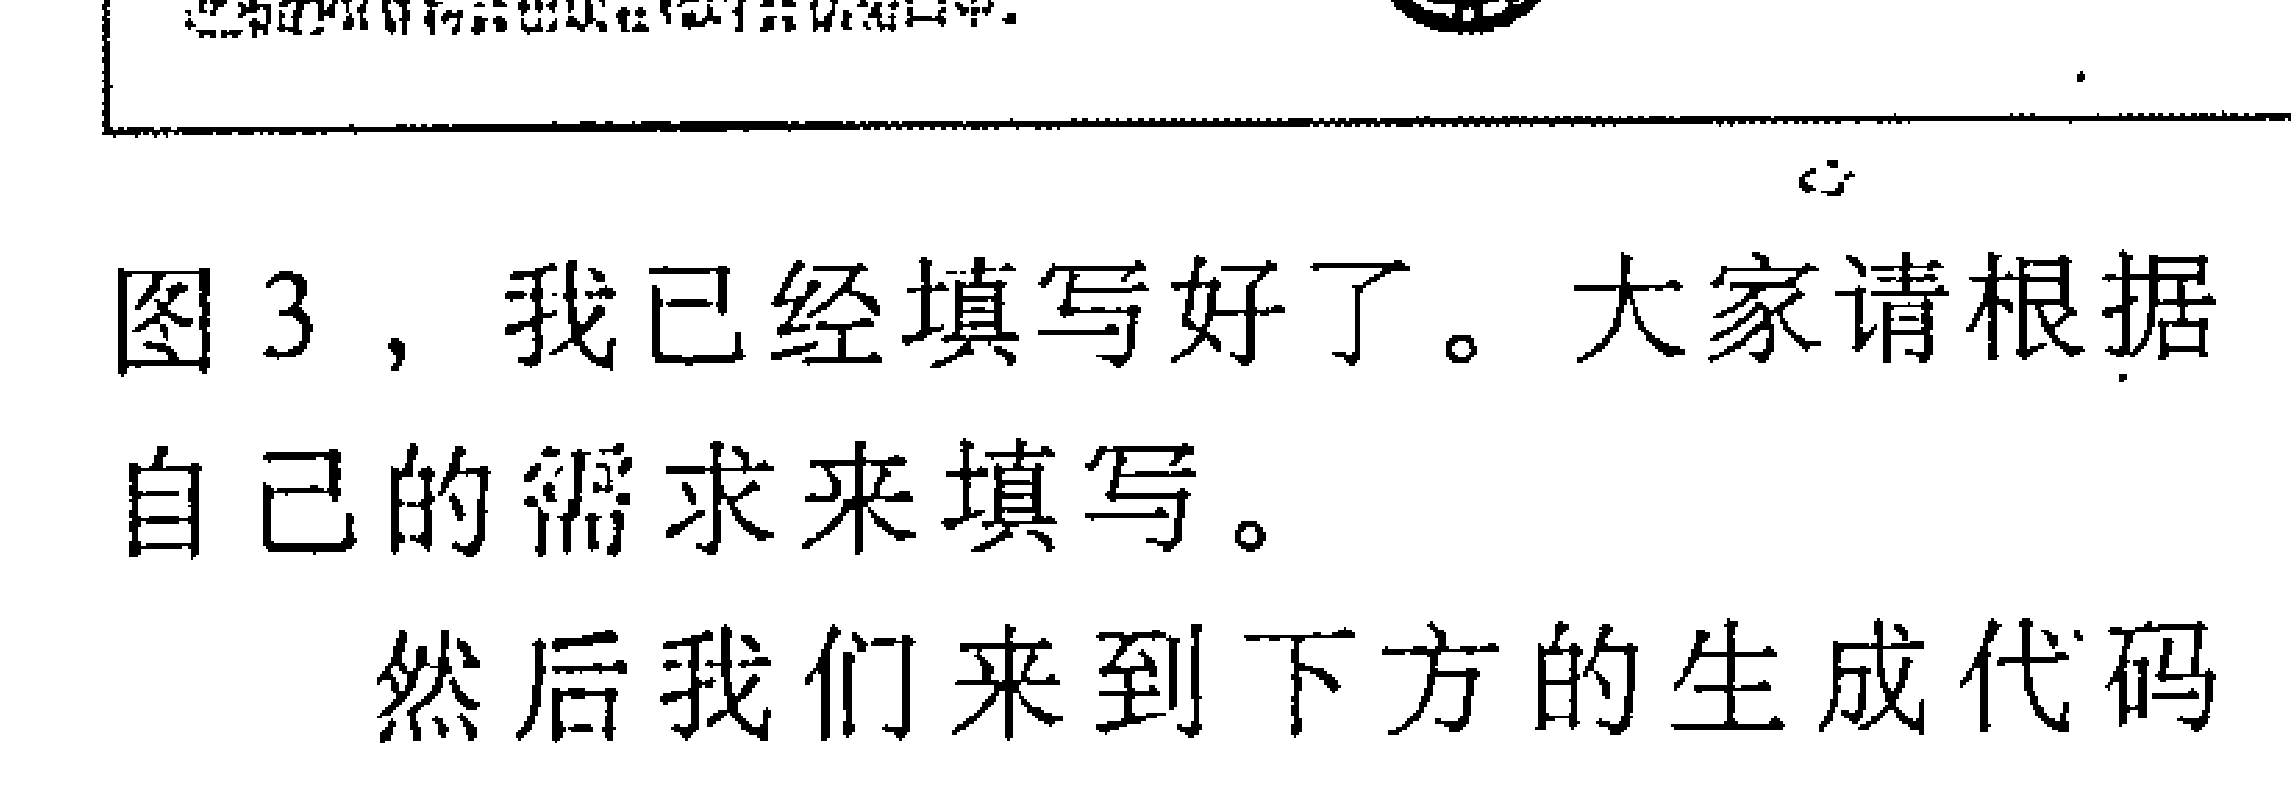 图3，我已经填写好了。大家请根据
自己的需求来填写。
然后我们来到下方的生成代码